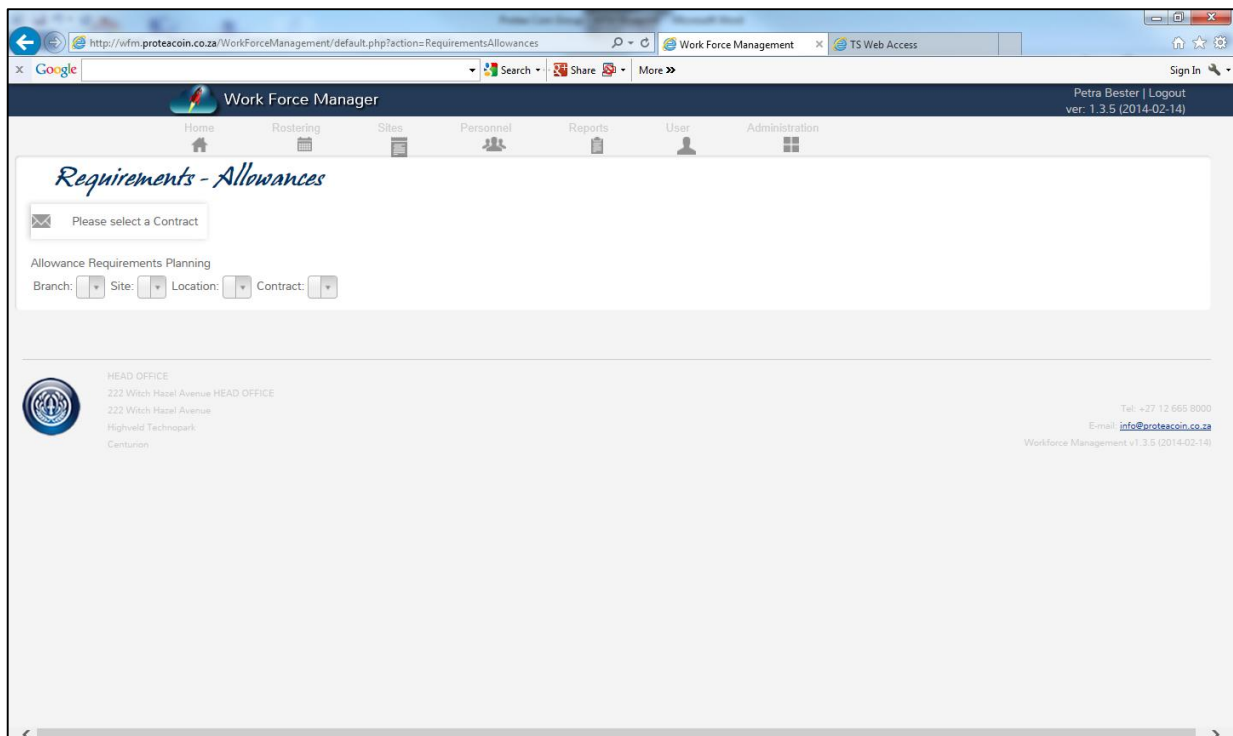 http://wfm.proteacoin.co.za/WorkForceManagement/default.php?action=RequirementsAllowances
Work Force Management
TS Web Access
x Google Search Share More » Sign In
Work Force Manager
Petra Bester | Logout
ver: 1.3.5 (2014-02-14)
Home Rostering Sites Personnel Reports User Administration
Requirements - Allowances
Please select a Contract
Allowance Requirements Planning
Branch: Site: Location: Contract:
HEAD OFFICE
222 Witch Hazel Avenue HEAD OFFICE
222 Witch Hazel Avenue
Highveld Technopark
Centurion
Tel: +27 12 665 8000
E-mail: info@proteacoin.co.za
Workforce Management v1.3.5 (2014-02-14)